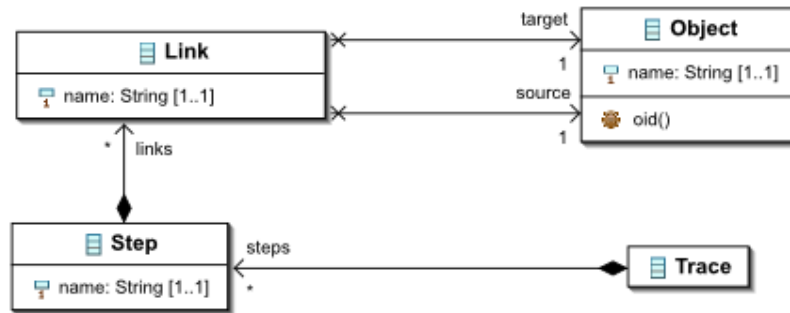 target
Object
Link
1
name: String [1..1]
name: String [1..1]
source
oid()
1
* links
Step
steps
name: String [1..1]
*
Trace